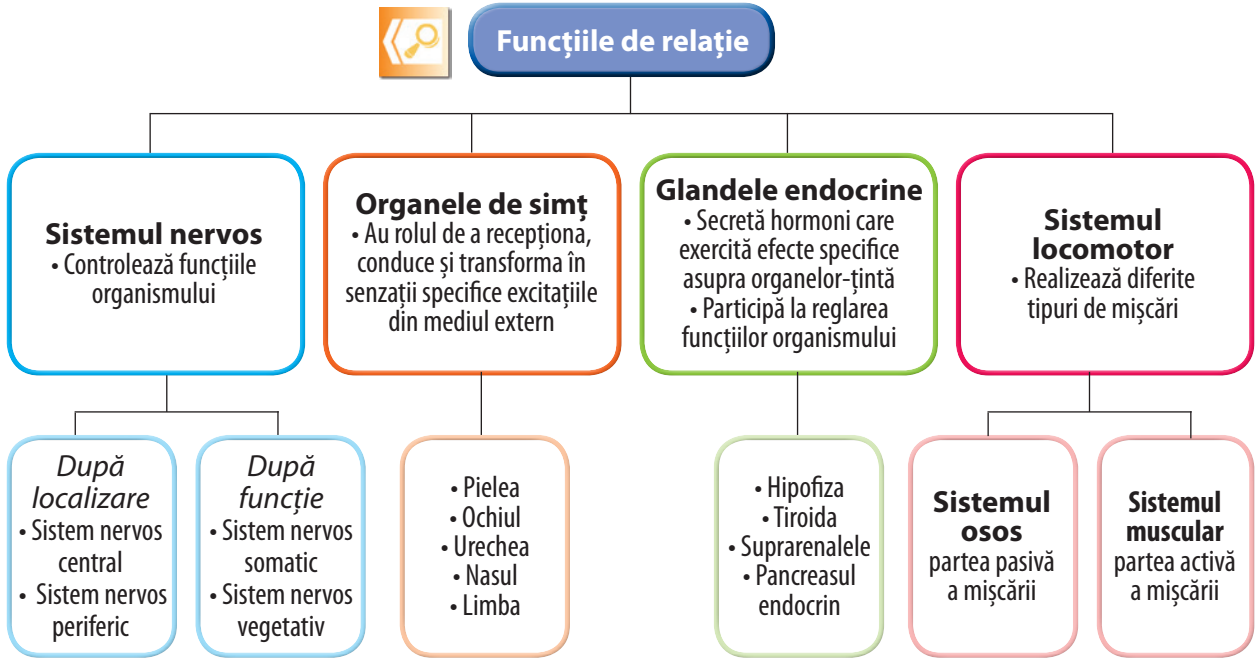 Funcțiile de relație
Sistemul nervos
• Controlează funcțiile
organismului
Organele de simț
• Au rolul de a recepționa,
conduce și transforma în
senzații specifice excitațiile
din mediul extern
Glandele endocrine
• Secretă hormoni care
exercită efecte specifice
asupra organelor-țintă
• Participă la reglarea
funcțiilor organismului
Sistemul
locomotor
• Realizează diferite
tipuri de mișcări
După
localizare
• Sistem nervos
central
• Sistem nervos
periferic
După
funcție
• Sistem nervos
somatic
• Sistem nervos
vegetativ
• Pielea
• Ochiul
• Urechea
• Nasul
• Limba
• Hipofiza
• Tiroida
• Suprarenalele
• Pancreasul
endocrin
Sistemul
osos
partea pasivă
a mișcării
Sistemul
muscular
partea activă
a mișcării